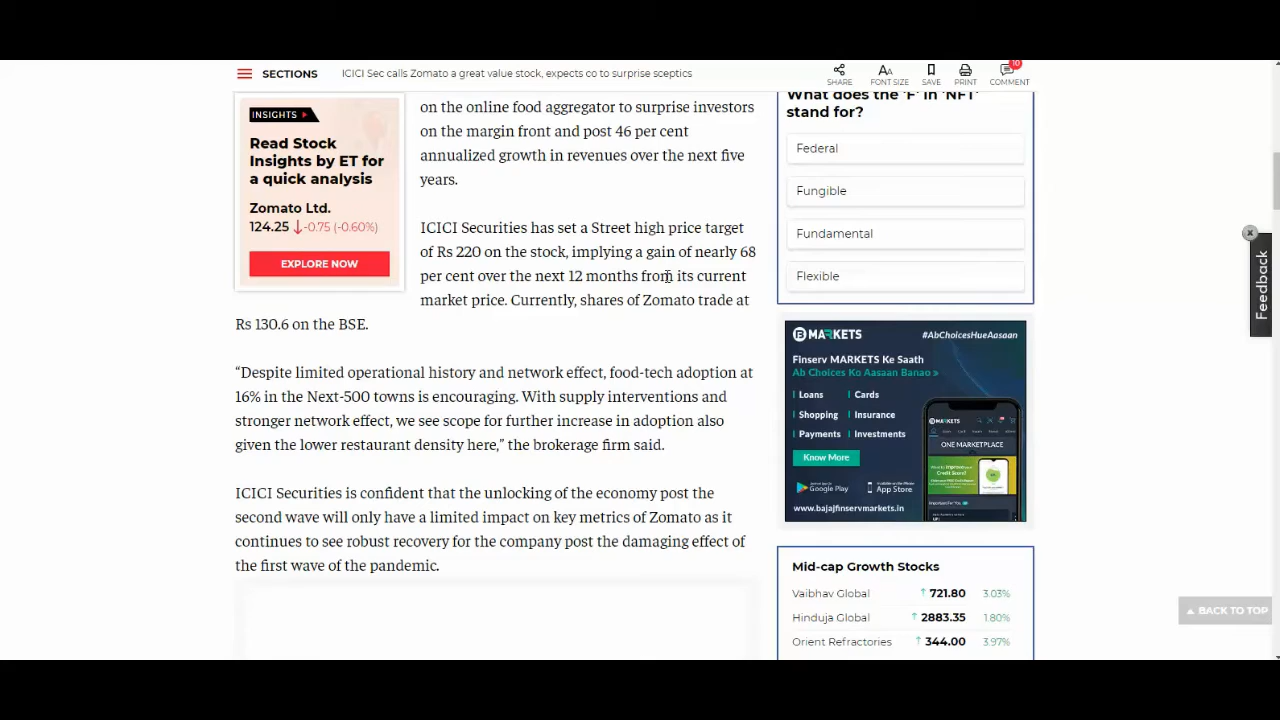 SECTIONS
ICICI Sec calls Zomato a great value stock, expects co to surprise sceptics
SHARE
FONT SIZE
SAVE
PRINT
10
COMMENT
INSIGHTS
Read Stock
Insights by ET for
a quick analysis
Zomato Ltd.
124.25 ↓-0.75 (-0.60%)
EXPLORE NOW
on the online food aggregator to surprise investors
on the margin front and post 46 per cent
annualized growth in revenues over the next five
years.
ICICI Securities has set a Street high price target
of Rs 220 on the stock, implying a gain of nearly 68
per cent over the next 12 months from its current
market price. Currently, shares of Zomato trade at
Rs 130.6 on the BSE.
“Despite limited operational history and network effect, food-tech adoption at
16% in the Next-500 towns is encouraging. With supply interventions and
stronger network effect, we see scope for further increase in adoption also
given the lower restaurant density here,” the brokerage firm said.
ICICI Securities is confident that the unlocking of the economy post the
second wave will only have a limited impact on key metrics of Zomato as it
continues to see robust recovery for the company post the damaging effect of
the first wave of the pandemic.
What does the 'F' in 'NFT'
stand for?
Federal
Fungible
Fundamental
Flexible
MARKETS
#AbChoicesHueAasaan
Finserv MARKETS Ke Saath
Ab Choices Ko Aasaan Banao >
Loans
Cards
Shopping
Insurance
Payments
Investments
Know More
Google Play
App Store
www.bajajfinservmarkets.in
MARKETS
ONE MARKETPLACE
Mid-cap Growth Stocks
Vaibhav Global ↑ 721.80 3.03%
Hinduja Global ↑ 2883.35 1.80%
Orient Refractories ↑ 344.00 3.97%
Feedback
BACK TO TOP